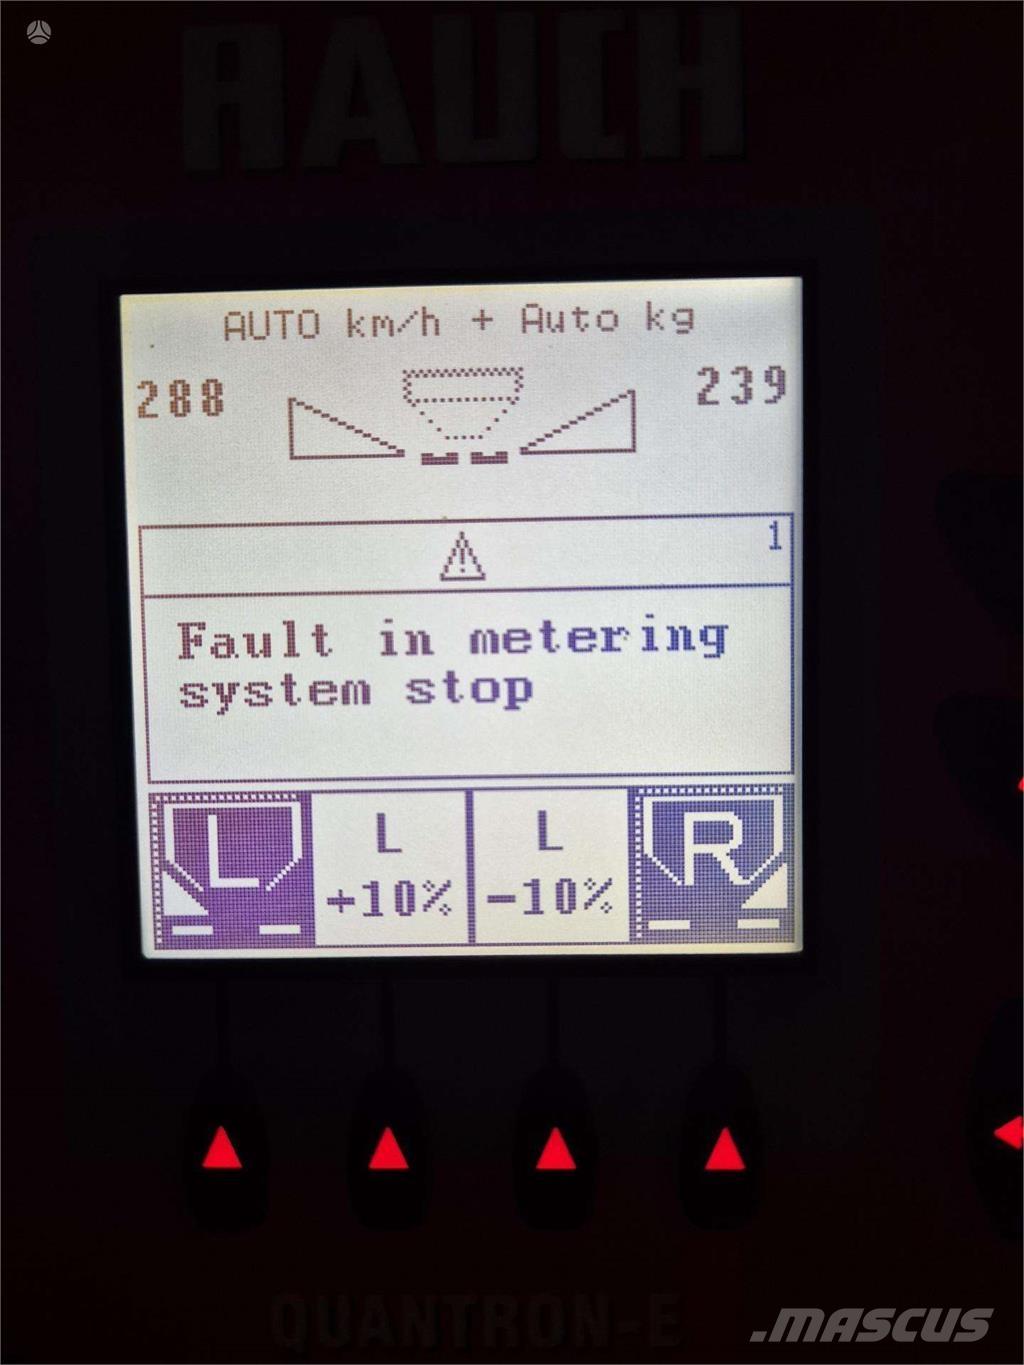 RAUCH
AUTO km/h + Auto kg
288
239
1
Fault in metering
system stop
L
L
+10%
L
-10%
R
QUANTRON-E
.MASCUS